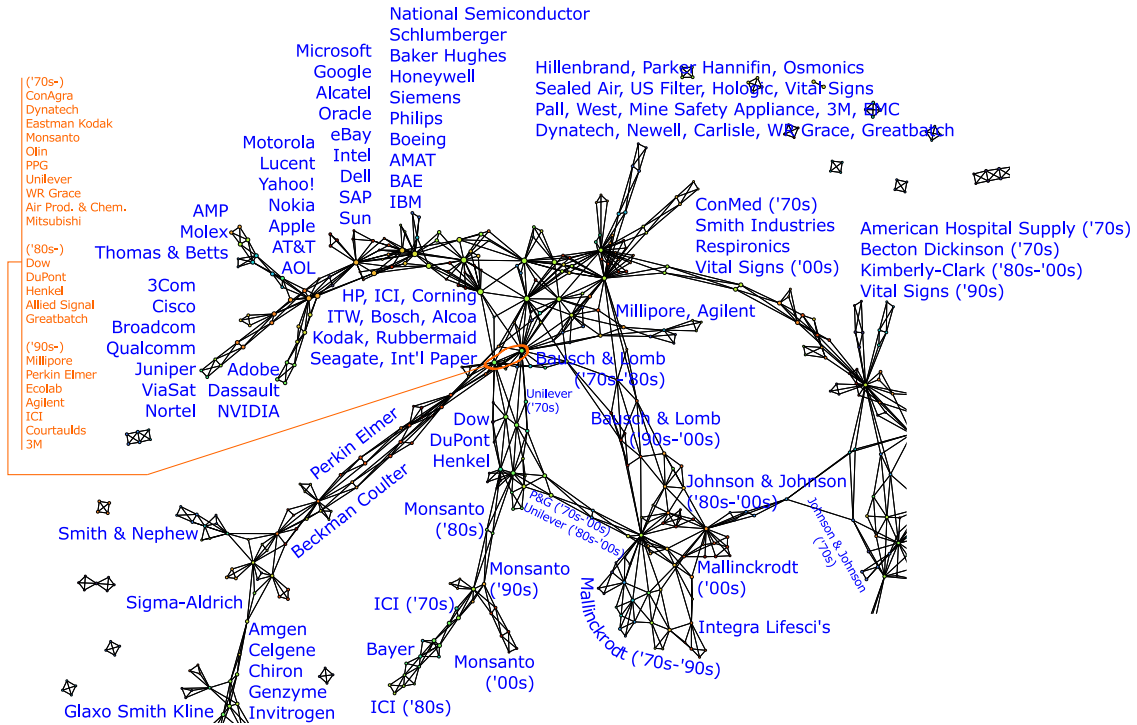 National Semiconductor
Schlumberger
Baker Hughes
Honeywell
Siemens
Philips
Boeing
AMAT
BAE
IBM
Microsoft
Google
Alcatel
Oracle
eBay
Intel
Dell
SAP
Sun
Motorola
Lucent
Yahoo!
Nokia
Apple
AT&T
AOL
AMP
Molex
Thomas & Betts
3Com
Cisco
Broadcom
Qualcomm
Juniper
ViaSat
Nortel
Adobe
Dassault
NVIDIA
('70s-)
ConAgra
Dynatech
Eastman Kodak
Monsanto
Olin
PPG
Unilever
WR Grace
Air Prod. & Chem.
Mitsubishi
('80s-)
Dow
DuPont
Henkel
Allied Signal
Greatbatch
('90s-)
Millipore
Perkin Elmer
Ecolab
Agilent
ICI
Courtaulds
3M
Hillenbrand, Parker Hannifin, Osmonics
Sealed Air, US Filter, Hologic, Vital Signs
Pall, West, Mine Safety Appliance, 3M, EMC
Dynatech, Newell, Carlisle, WR Grace, Greatbatch
ConMed ('70s)
Smith Industries
Respironics
Vital Signs ('00s)
American Hospital Supply ('70s)
Becton Dickinson ('70s)
Kimberly-Clark ('80s-'00s)
Vital Signs ('90s)
HP, ICI, Corning
ITW, Bosch, Alcoa
Kodak, Rubbermaid
Seagate, Int'l Paper
Millipore, Agilent
Bausch & Lomb
('70s-'80s)
Unilever
('70s)
Bausch & Lomb
('90s-'00s)
Dow
DuPont
Henkel
Perkin Elmer
Beckman Coulter
Johnson & Johnson
('80s-'00s)
Johnson & Johnson
('70s)
P&G ('70s-'00s)
Unilever ('80s-'00s)
Monsanto
('80s)
Smith & Nephew
Mallinckrodt
('00s)
Monsanto
('90s)
Mallinckrodt ('70s-'90s)
Integra Lifesci's
Sigma-Aldrich
ICI ('70s)
Bayer
Monsanto
('00s)
ICI ('80s)
Amgen
Celgene
Chiron
Genzyme
Invitrogen
Glaxo Smith Kline